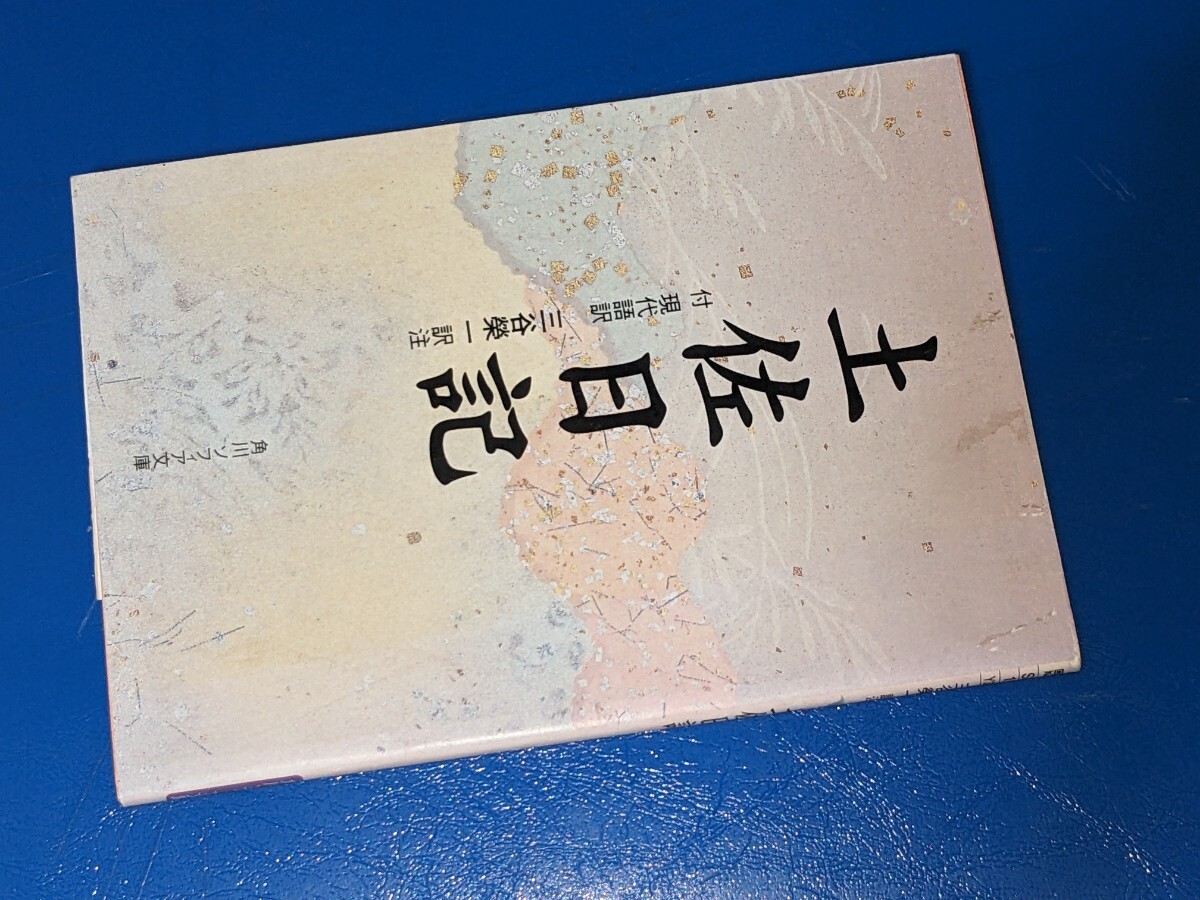 土佐日記
付 現代語訳
三谷榮一訳注
角川ソフィア文庫